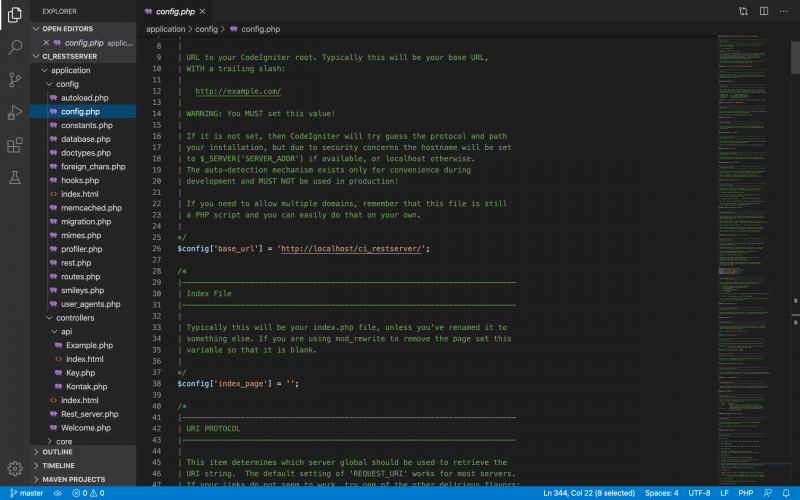 EXPLORER
OPEN EDITORS
config.php applic...
CI_RESTSERVER
application
config
autoload.php
config.php
constants.php
database.php
doctypes.php
foreign_chars.php
hooks.php
index.html
memcached.php
migration.php
mimes.php
profiler.php
rest.php
routes.php
smileys.php
user_agents.php
controllers
api
Example.php
index.html
Key.php
Kontak.php
index.html
Rest_server.php
Welcome.php
core
OUTLINE
TIMELINE
MAVEN PROJECTS
config.php
application > config > config.php
8 |
9 | URL to your CodeIgniter root. Typically this will be your base URL,
10 | WITH a trailing slash:
11 |
12 | http://example.com/
13 |
14 | WARNING: You MUST set this value!
15 |
16 | If it is not set, then CodeIgniter will try guess the protocol and path
17 | your installation, but due to security concerns the hostname will be set
18 | to $_SERVER['SERVER_ADDR'] if available, or localhost otherwise.
19 | The auto-detection mechanism exists only for convenience during
20 | development and MUST NOT be used in production!
21 |
22 | If you need to allow multiple domains, remember that this file is still
23 | a PHP script and you can easily do that on your own.
24 |
25 */
26 $config['base_url'] = 'http://localhost/ci_restserver/';
27
28 /*
29 |--------------------------------------------------------------------------
30 | Index File
31 |--------------------------------------------------------------------------
32 |
33 | Typically this will be your index.php file, unless you've renamed it to
34 | something else. If you are using mod_rewrite to remove the page set this
35 | variable so that it is blank.
36 |
37 */
38 $config['index_page'] = '';
39
40 /*
41 |--------------------------------------------------------------------------
42 | URI PROTOCOL
43 |--------------------------------------------------------------------------
44 |
45 | This item determines which server global should be used to retrieve the
46 | URI string. The default setting of 'REQUEST_URI' works for most servers.
47 | If your links do not seem to work, try one of the other delicious flavors:
master 0 0 Ln 344, Col 22 (8 selected) Spaces: 4 UTF-8 LF PHP